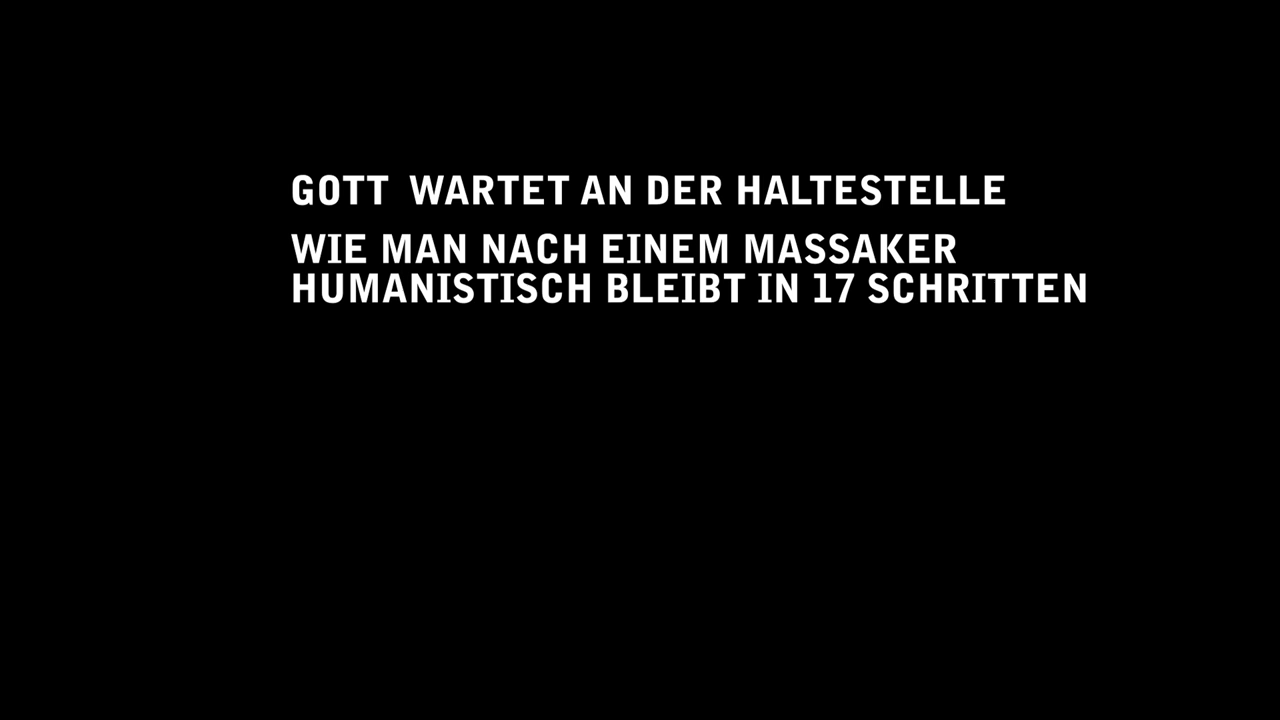 GOTT  WARTET AN DER HALTESTELLE
WIE MAN NACH EINEM MASSAKER
HUMANISTISCH BLEIBT IN 17 SCHRITTEN